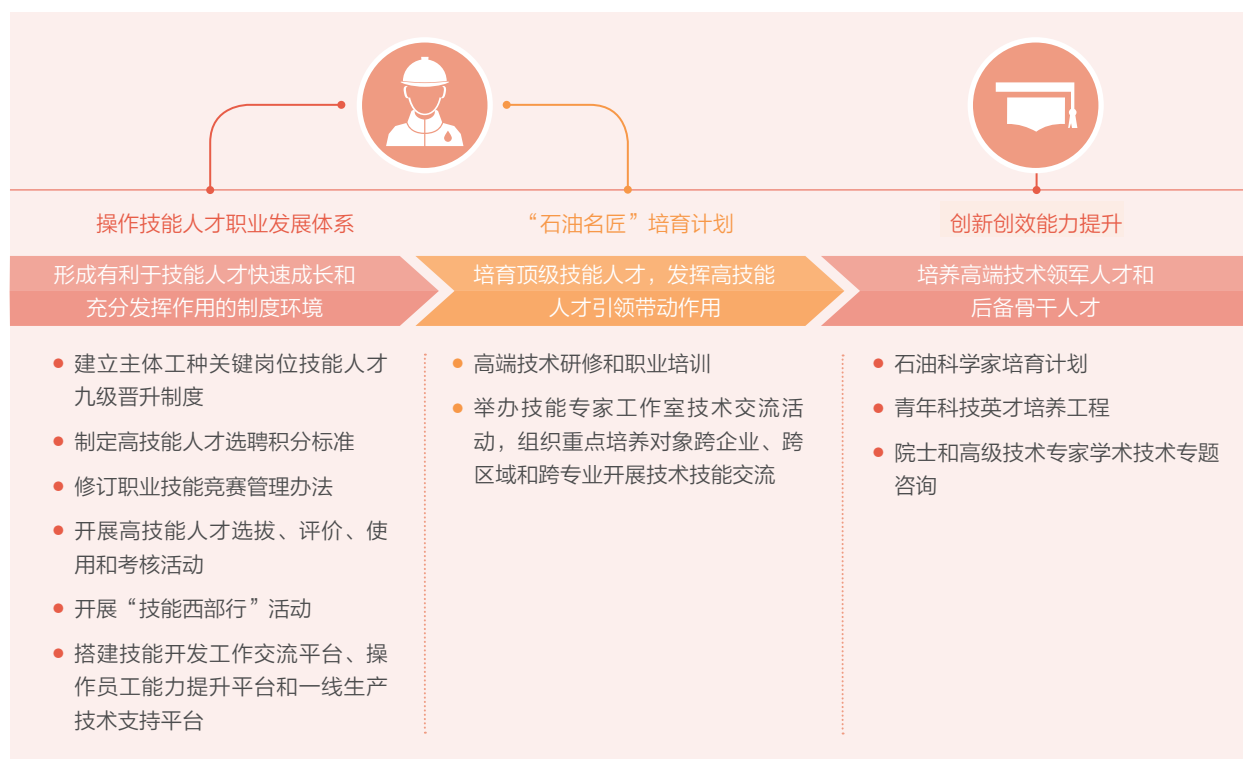 操作技能人才职业发展体系
形成有利于技能人才快速成长和
充分发挥作用的制度环境
建立主体工种关键岗位技能人才
九级晋升制度
制定高技能人才选聘积分标准
修订职业技能竞赛管理办法
开展高技能人才选拔、评价、使
用和考核活动
开展“技能西部行”活动
搭建技能开发工作交流平台、操
作员工能力提升平台和一线生产
技术支持平台
“石油名匠”培育计划
培育顶级技能人才，发挥高技能
人才引领带动作用
高端技术研修和职业培训
举办技能专家工作室技术交流活
动，组织重点培养对象跨企业、跨
区域和跨专业开展技术技能交流
创新创效能力提升
培养高端技术领军人才和
后备骨干人才
石油科学家培育计划
青年科技英才培养工程
院士和高级技术专家学术技术专题
咨询